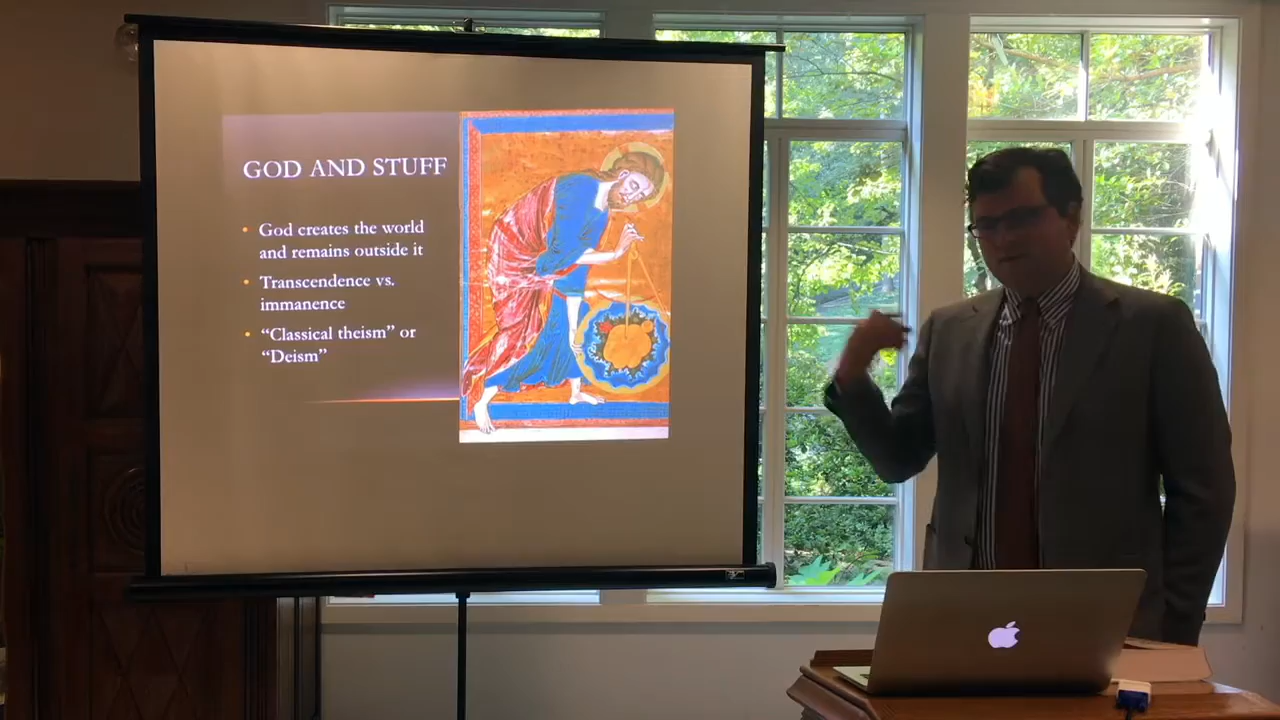 GOD AND STUFF
• God creates the world
and remains outside it
• Transcendence vs.
immanence
• “Classical theism” or
“Deism”